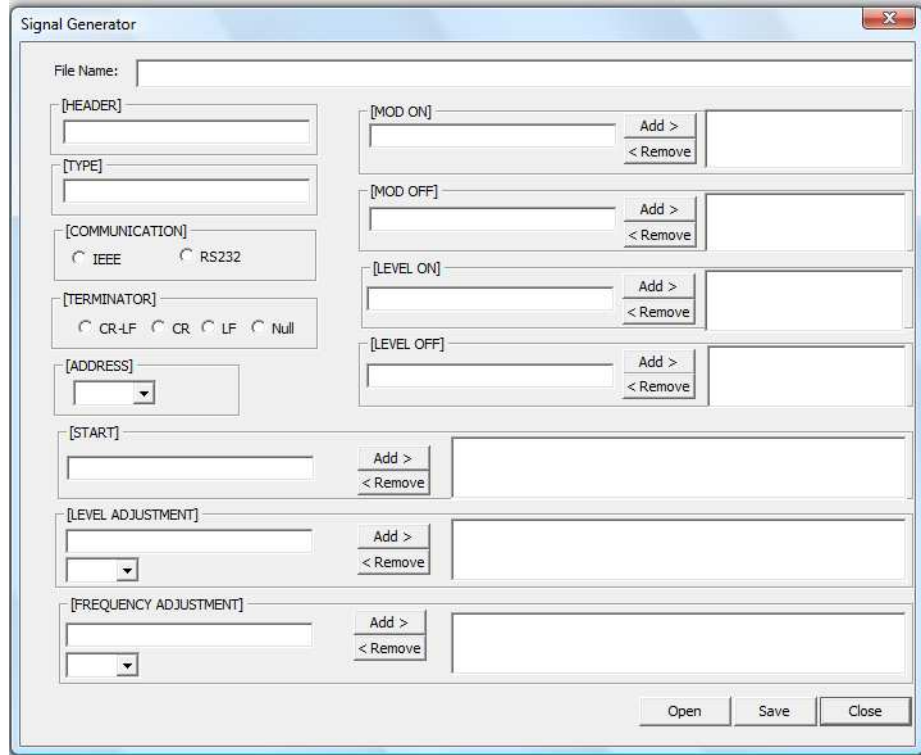 Signal Generator
File Name:
[HEADER]
[TYPE]
[COMMUNICATION]
IEEE RS232
[TERMINATOR]
CR-LF CR LF Null
[ADDRESS]
[MOD ON]
Add >
< Remove
[MOD OFF]
Add >
< Remove
[LEVEL ON]
Add >
< Remove
[LEVEL OFF]
Add >
< Remove
[START]
Add >
< Remove
[LEVEL ADJUSTMENT]
Add >
< Remove
[FREQUENCY ADJUSTMENT]
Add >
< Remove
Open Save Close